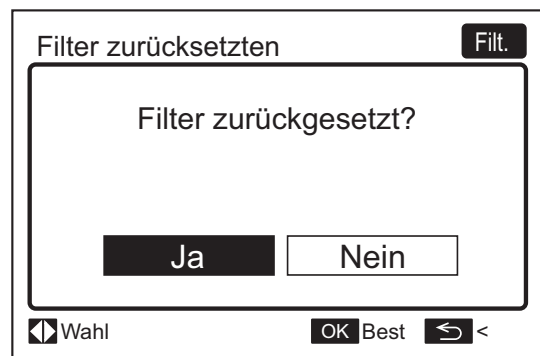 Filter zurücksetzten Filt.
Filter zurückgesetzt?
Ja Nein
Wahl OK Best <